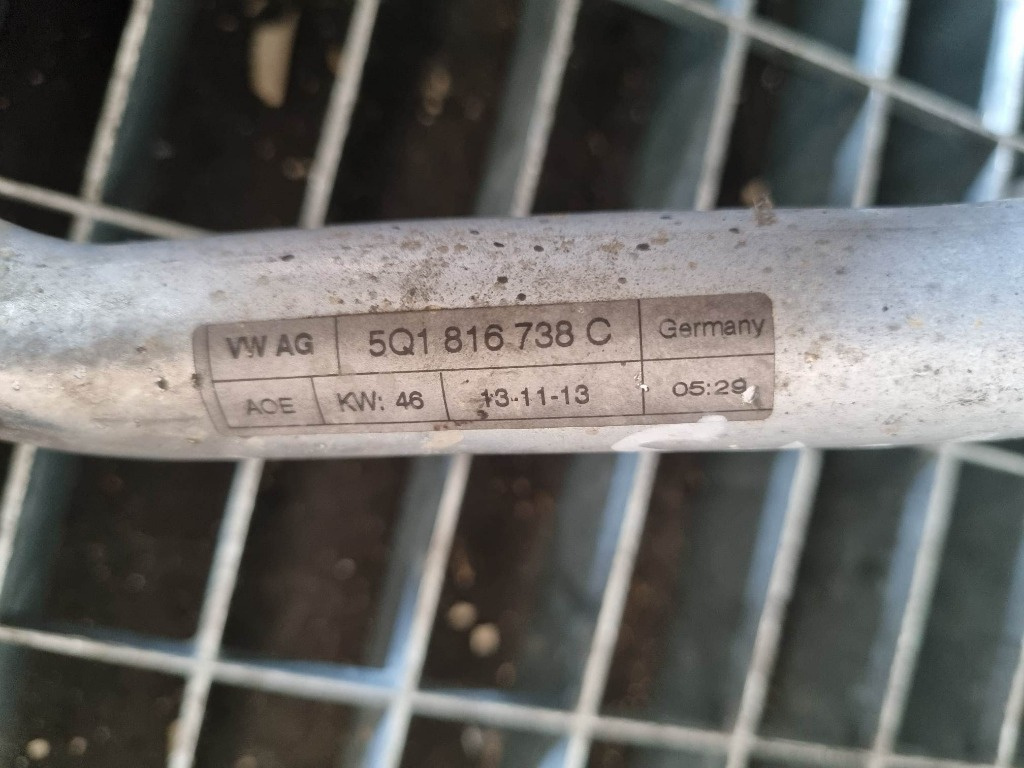 VW AG 5Q1 816 738 C Germany
AOE KW: 46 13-11-13 05:29